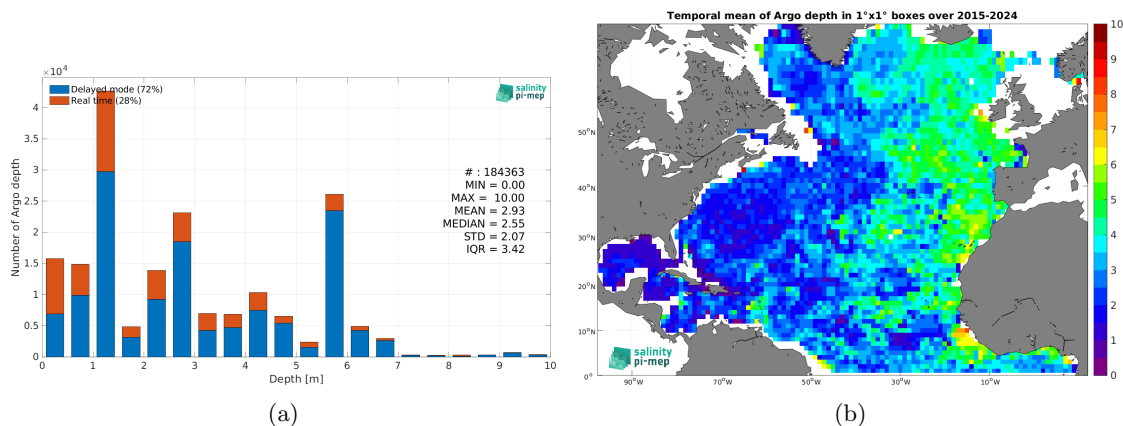 ×10⁴
Delayed mode (72%)
Real time (28%)
salinity
pi-mep
# : 184363
MIN = 0.00
MAX = 10.00
MEAN = 2.93
MEDIAN = 2.55
STD = 2.07
IQR = 3.42
Number of Argo depth
4
3.5
3
2.5
2
1.5
1
0.5
0
0 1 2 3 4 5 6 7 8 9 10
Depth [m]
(a)
Temporal mean of Argo depth in 1°x1° boxes over 2015-2024
50°N
40°N
30°N
20°N
10°N
0°
90°W 70°W 50°W 30°W 10°W
salinity
pi-mep
10
9
8
7
6
5
4
3
2
1
0
(b)